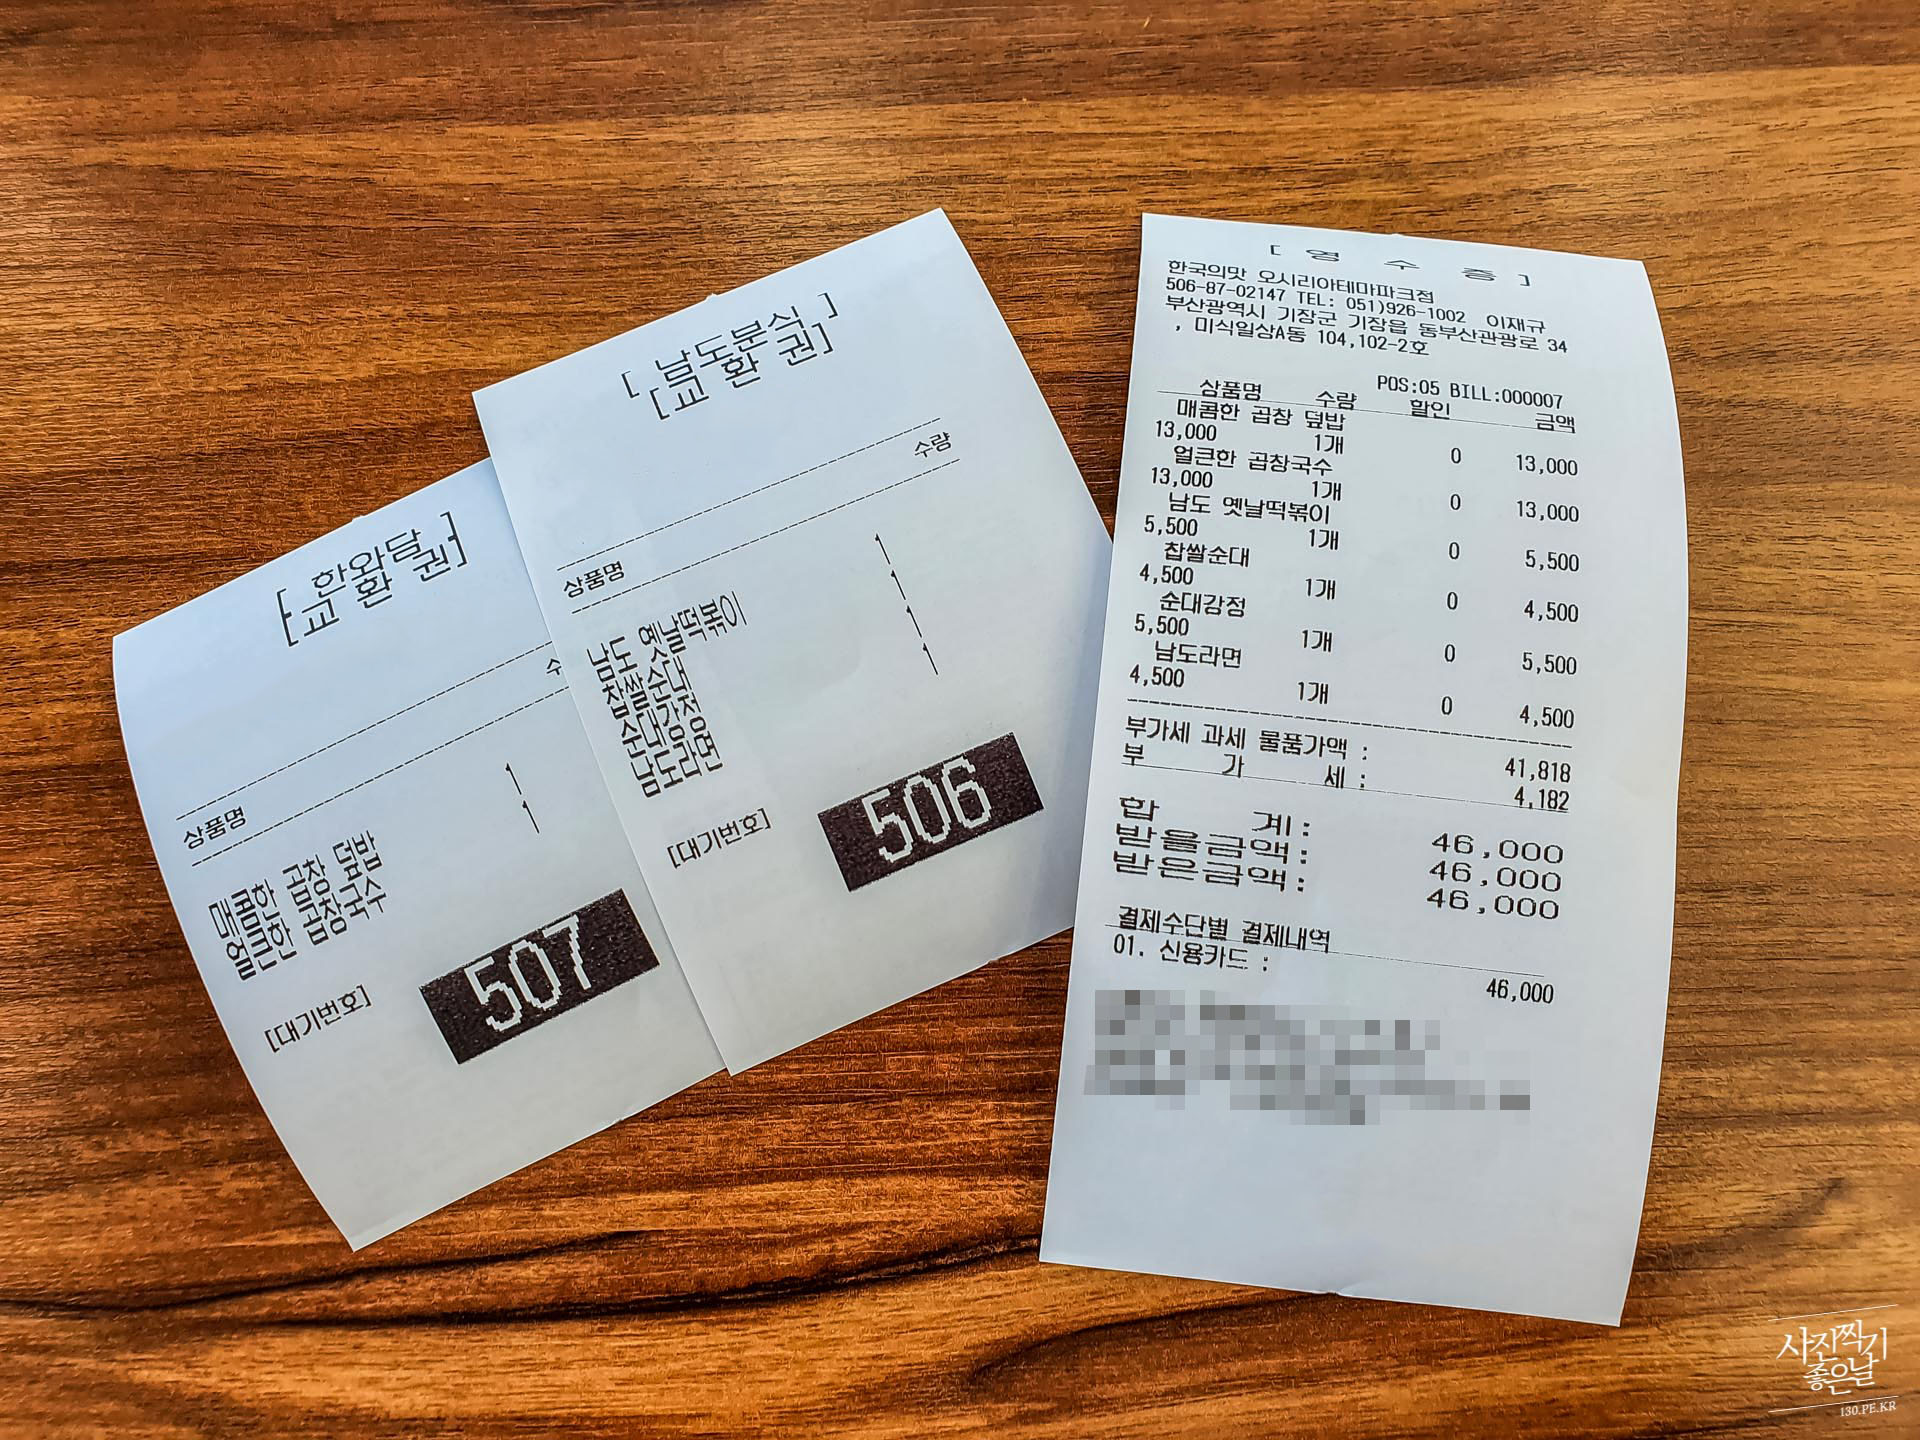 [ 한와담 ]
[교 환 권]
수
상품명
매콤한 곱창 덮밥 1
얼큰한 곱창국수 1
[대기번호] 507
[ 남도분식 ]
[교 환 권]
수량
상품명
남도 옛날떡볶이 1
찹쌀순대 1
순대강정 1
남도라면 1
[대기번호] 506
[ 영 수 증 ]
한국의맛 오시리아테마파크점
506-87-02147 TEL: 051)926-1002 이재규
부산광역시 기장군 기장읍 동부산관광로 34
, 미식일상A동 104,102-2호
POS:05 BILL:000007
상품명 수량 할인 금액
매콤한 곱창 덮밥
13,000 1개 0 13,000
얼큰한 곱창국수
13,000 1개 0 13,000
남도 옛날떡볶이
5,500 1개 0 5,500
찹쌀순대
4,500 1개 0 4,500
순대강정
5,500 1개 0 5,500
남도라면
4,500 1개 0 4,500
부가세 과세 물품가액 : 41,818
부 가 세 : 4,182
합 계: 46,000
받을금액: 46,000
받은금액: 46,000
결제수단별 결제내역
01. 신용카드 : 46,000
사진찍기
좋은날
130.PE.KR